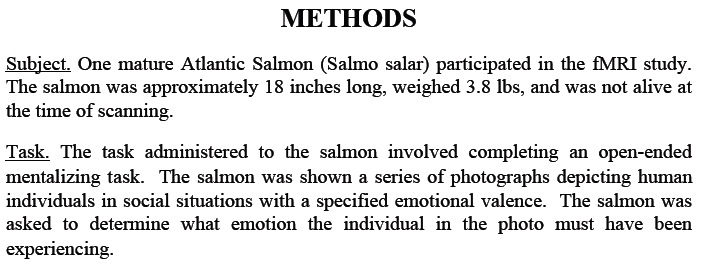 METHODS
Subject. One mature Atlantic Salmon (Salmo salar) participated in the fMRI study.
The salmon was approximately 18 inches long, weighed 3.8 lbs, and was not alive at
the time of scanning.
Task. The task administered to the salmon involved completing an open-ended
mentalizing task. The salmon was shown a series of photographs depicting human
individuals in social situations with a specified emotional valence. The salmon was
asked to determine what emotion the individual in the photo must have been
experiencing.